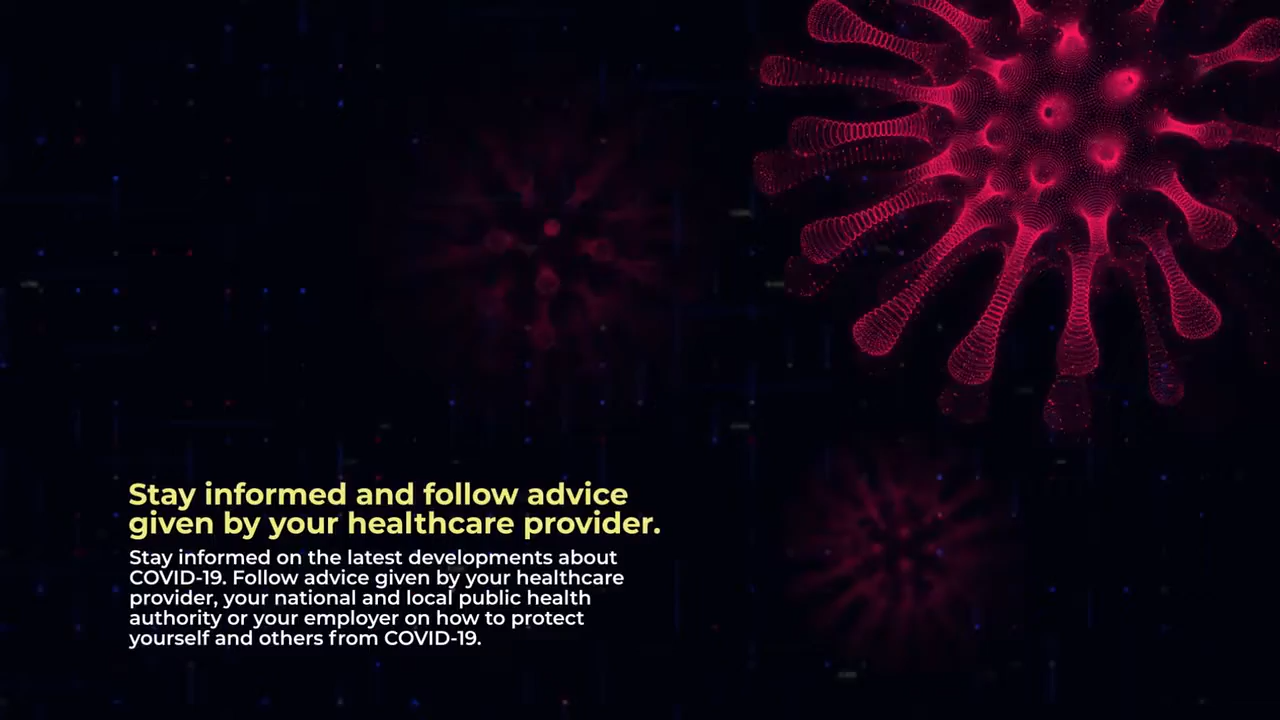 Stay informed and follow advice
given by your healthcare provider.
Stay informed on the latest developments about
COVID-19. Follow advice given by your healthcare
provider, your national and local public health
authority or your employer on how to protect
yourself and others from COVID-19.